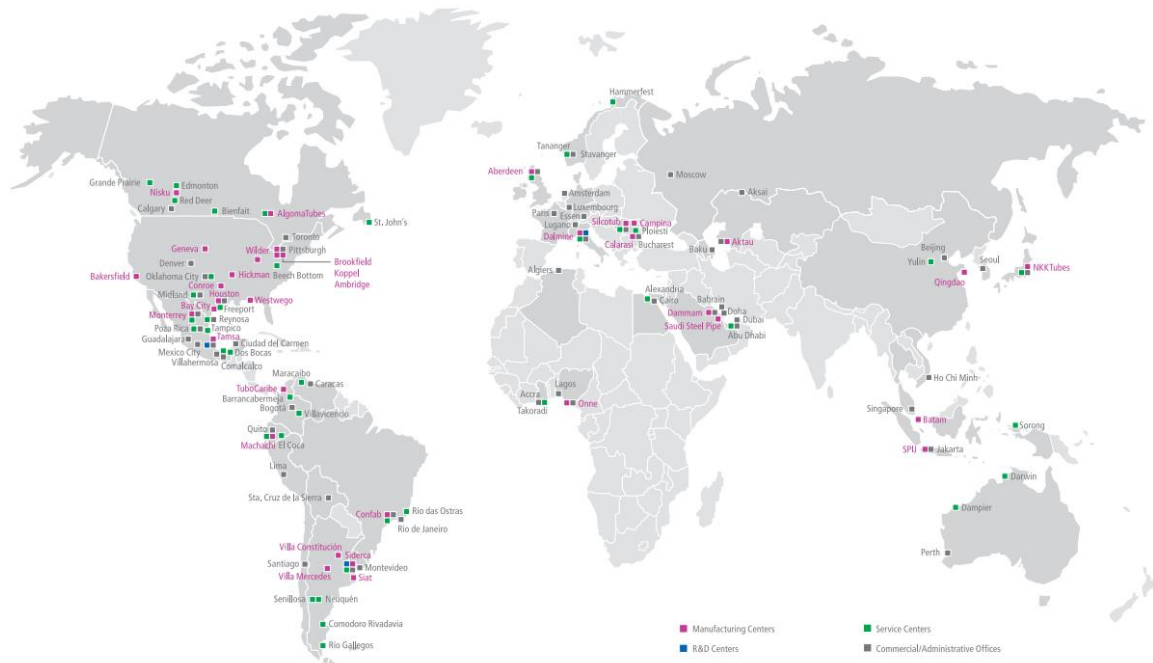 Hammerfest
Tananger
Stavanger
Aberdeen
Moscow
Grande Prairie
Edmonton
Nisku
Red Deer
Calgary
Bienfait
AlgomaTubes
St. John's
Amsterdam
Luxembourg
Paris
Essen
Lugano
Silcotub
Campina
Ploiesti
Dalmine
Calarasi
Bucharest
Aksai
Aktau
Baku
Toronto
Geneva
Wilder
Pittsburgh
Denver
Brookfield
Koppel
Ambridge
Bakersfield
Oklahoma City
Hickman
Beech Bottom
Conroe
Midland
Houston
Westwego
Bay City
Freeport
Monterrey
Reynosa
Poza Rica
Tampico
Tamsa
Guadalajara
Ciudad del Carmen
Mexico City
Dos Bocas
Villahermosa
Comalcalco
Algiers
Alexandria
Cairo
Bahrain
Dammam
Doha
Dubai
Saudi Steel Pipe
Abu Dhabi
Beijing
Yulin
Seoul
NKKTubes
Qingdao
Maracaibo
TuboCaribe
Caracas
Barrancabermeja
Bogotá
Villavicencio
Lagos
Accra
Takoradi
Onne
Ho Chi Minh
Singapore
Batam
Sorong
SPIJ
Jakarta
Quito
Machachi
El Coca
Lima
Sta, Cruz de la Sierra
Confab
Rio das Ostras
Rio de Janeiro
Darwin
Dampier
Perth
Villa Constitución
Siderca
Santiago
Montevideo
Villa Mercedes
Siat
Senillosa
Neuquén
Comodoro Rivadavia
Río Gallegos
Manufacturing Centers
Service Centers
R&D Centers
Commercial/Administrative Offices